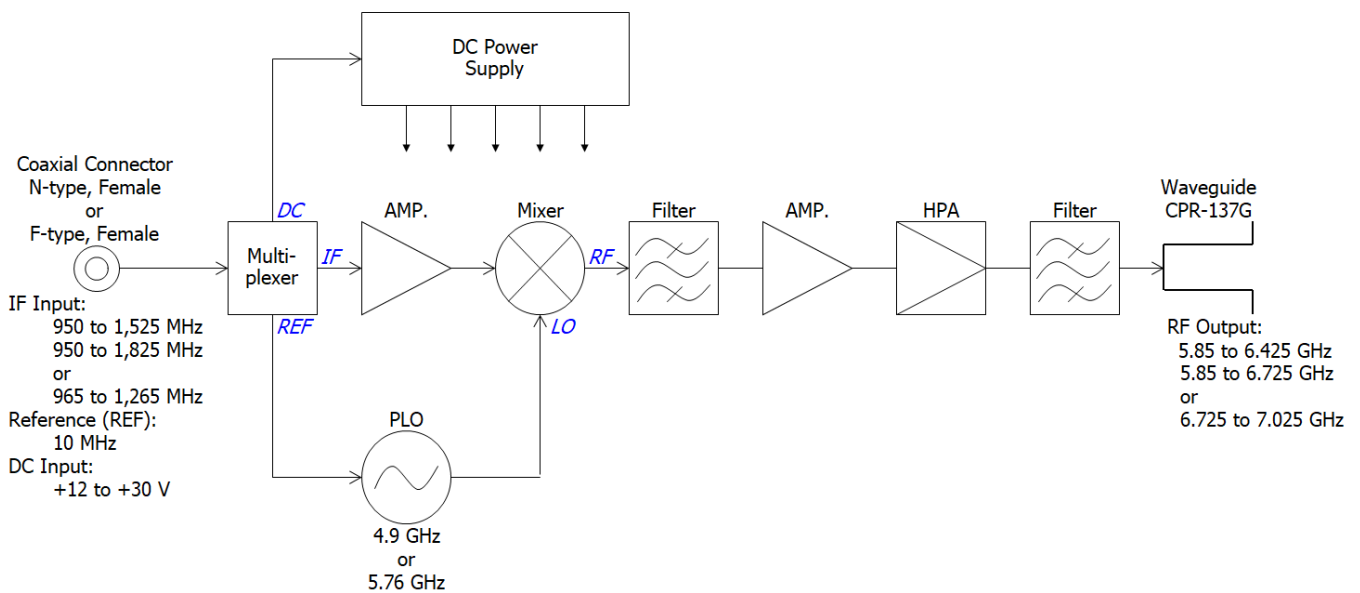 DC Power
Supply
Coaxial Connector
N-type, Female
or
F-type, Female
DC
Multi-
plexer
IF
REF
AMP.
Mixer
RF
LO
Filter
AMP.
HPA
Filter
Waveguide
CPR-137G
IF Input:
950 to 1,525 MHz
950 to 1,825 MHz
or
965 to 1,265 MHz
Reference (REF):
10 MHz
DC Input:
+12 to +30 V
PLO
4.9 GHz
or
5.76 GHz
RF Output:
5.85 to 6.425 GHz
5.85 to 6.725 GHz
or
6.725 to 7.025 GHz